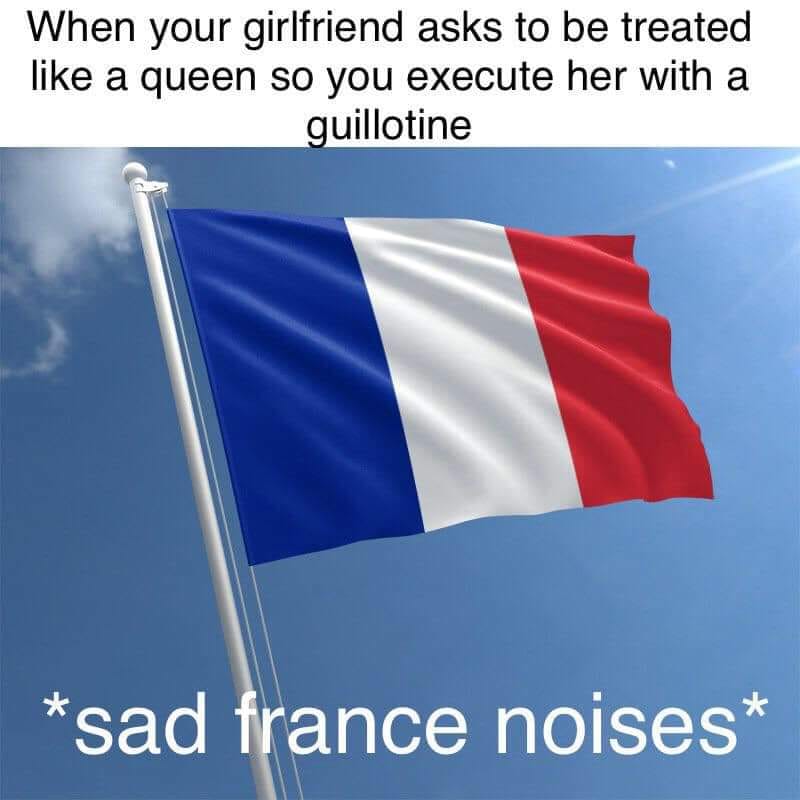 When your girlfriend asks to be treated
like a queen so you execute her with a
guillotine
*sad france noises*